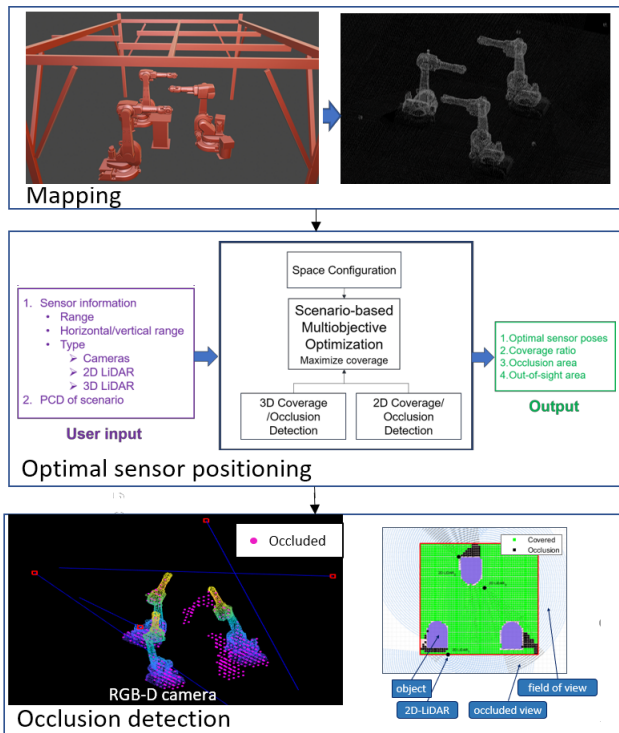 Mapping
Space Configuration
1. Sensor information
• Range
• Horizontal/vertical range
• Type
➢ Cameras
➢ 2D LiDAR
➢ 3D LiDAR
2. PCD of scenario
User input
Scenario-based
Multiobjective
Optimization
Maximize coverage
3D Coverage
/Occlusion
Detection
2D Coverage/
Occlusion
Detection
1.Optimal sensor poses
2.Coverage ratio
3.Occlusion area
4.Out-of-sight area
Output
Optimal sensor positioning
Occluded
RGB-D camera
Covered
Occlusion
object
2D-LiDAR
occluded view
field of view
Occlusion detection